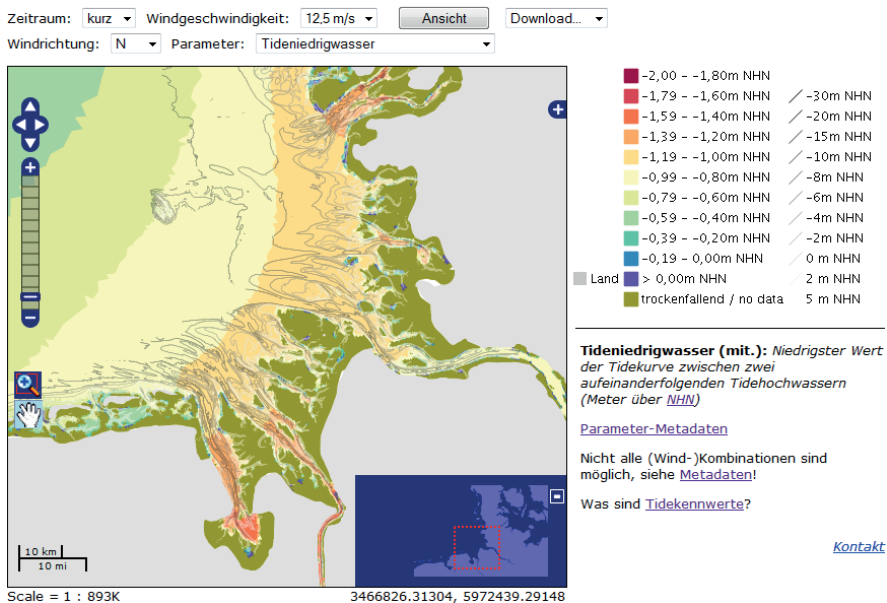 Zeitraum: kurz Windgeschwindigkeit: 12,5 m/s Ansicht Download...
Windrichtung: N Parameter: Tideniedrigwasser
-2,00 - -1,80m NHN
-1,79 - -1,60m NHN -30m NHN
-1,59 - -1,40m NHN -20m NHN
-1,39 - -1,20m NHN -15m NHN
-1,19 - -1,00m NHN -10m NHN
-0,99 - -0,80m NHN -8m NHN
-0,79 - -0,60m NHN -6m NHN
-0,59 - -0,40m NHN -4m NHN
-0,39 - -0,20m NHN -2m NHN
-0,19 - 0,00m NHN 0 m NHN
Land > 0,00m NHN 2 m NHN
trockenfallend / no data 5 m NHN
Tideniedrigwasser (mit.): Niedrigster Wert
der Tidekurve zwischen zwei
aufeinanderfolgenden Tidehochwassern
(Meter über NHN)
Parameter-Metadaten
Nicht alle (Wind-)Kombinationen sind
möglich, siehe Metadaten!
Was sind Tidekennwerte?
Kontakt
10 km
10 mi
Scale = 1 : 893K 3466826.31304, 5972439.29148